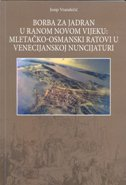 Josip Vrandečić
BORBA ZA JADRAN
U RANOM NOVOM VIJEKU:
MLETAČKO-OSMANSKI RATOVI U
VENECIJANSKOJ NUNCIJATURI